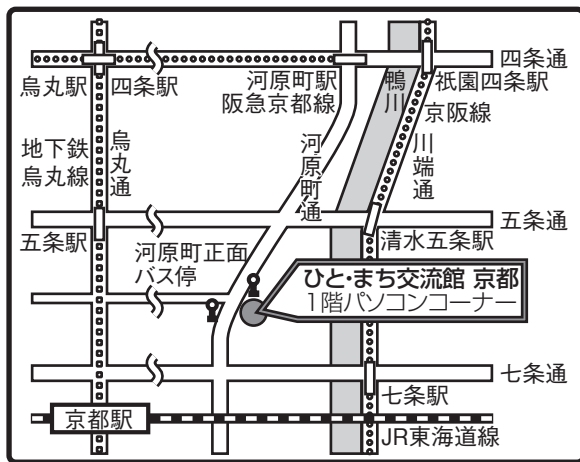 四条通
烏丸駅
四条駅
河原町駅
阪急京都線
鴨川
祇園四条駅
京阪線
地下鉄
烏丸線
烏丸通
河原町通
川端通
五条通
五条駅
清水五条駅
河原町正面
バス停
ひと・まち交流館 京都
1階パソコンコーナー
七条通
七条駅
京都駅
JR東海道線